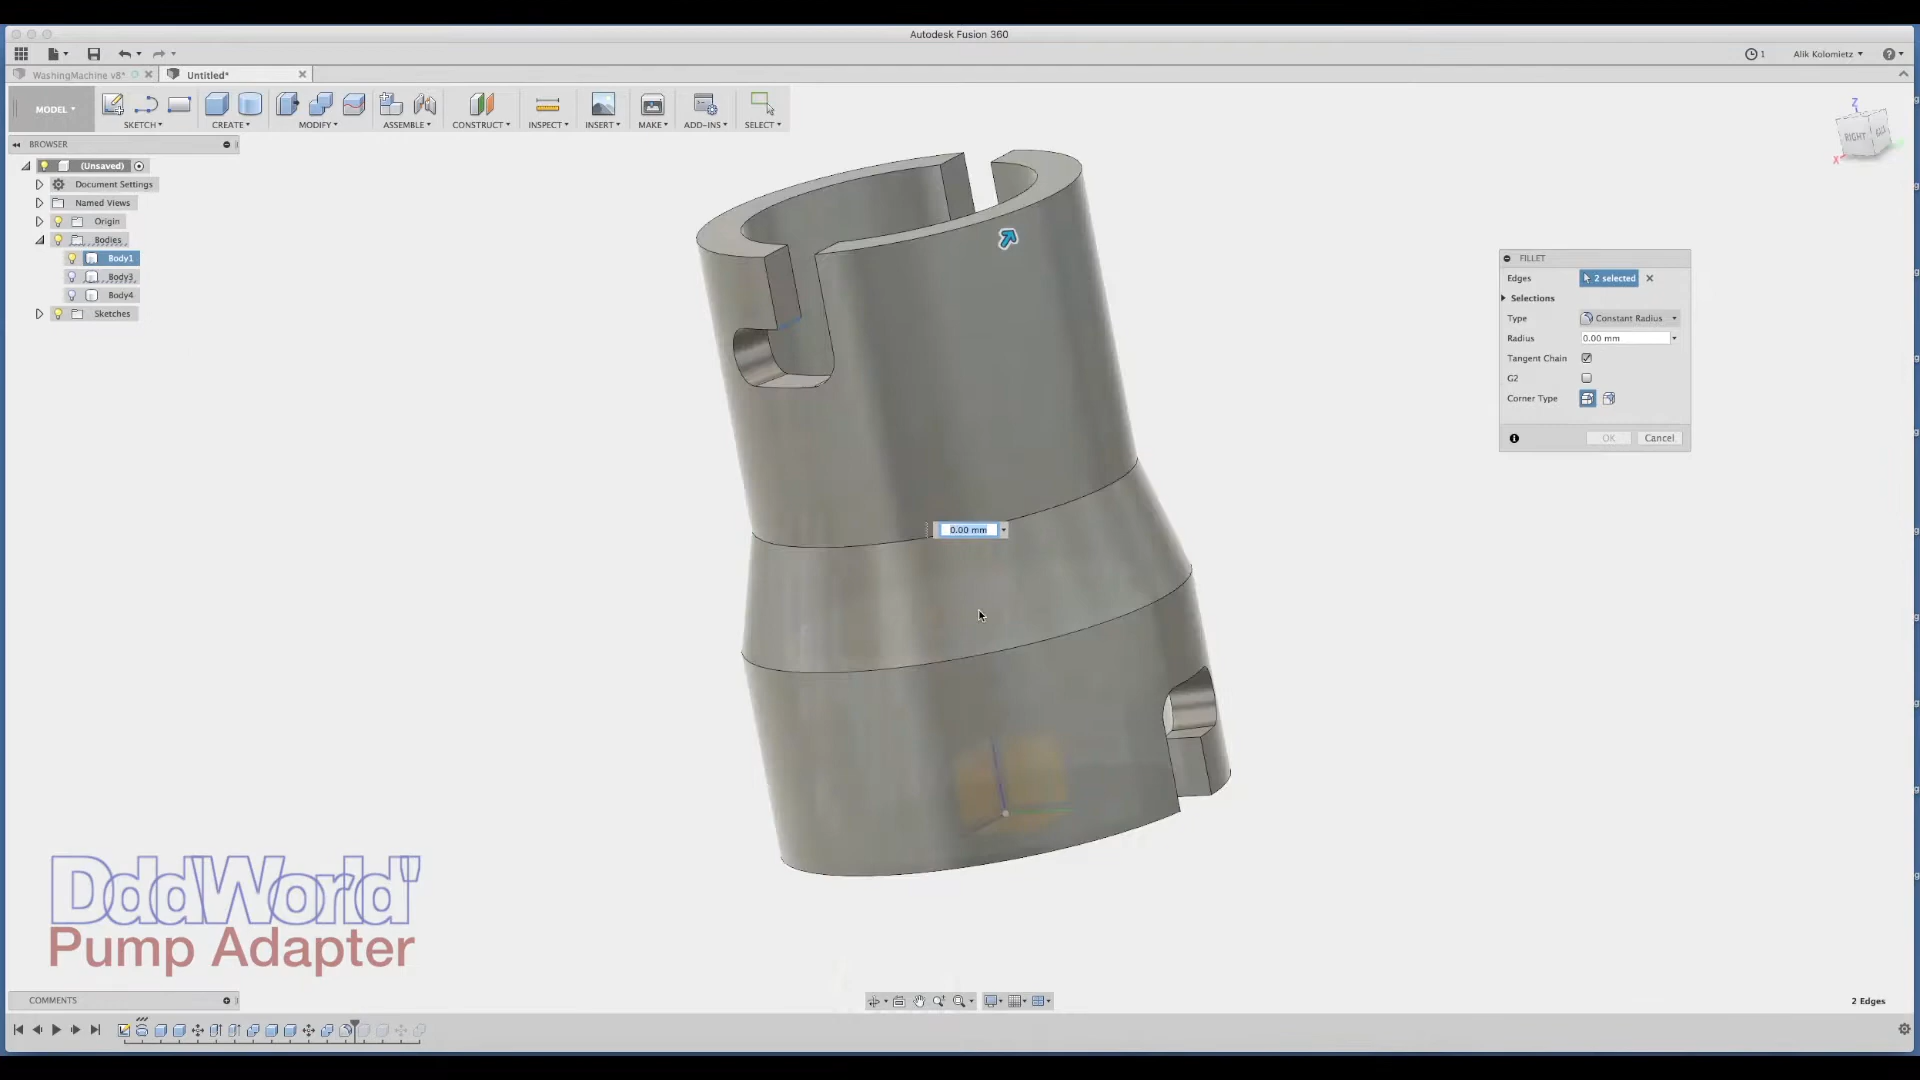 Autodesk Fusion 360
1
Alik Kolomietz
WashingMachine v8*
Untitled*
MODEL
SKETCH
CREATE
MODIFY
ASSEMBLE
CONSTRUCT
INSPECT
INSERT
MAKE
ADD-INS
SELECT
BROWSER
(Unsaved)
Document Settings
Named Views
Origin
Bodies
Body1
Body3
Body4
Sketches
Z
RIGHT
X
FILLET
Edges 2 selected
Selections
Type Constant Radius
Radius 0.00 mm
Tangent Chain
G2
Corner Type
OK Cancel
0.00 mm
DddWorld"
Pump Adapter
COMMENTS
2 Edges